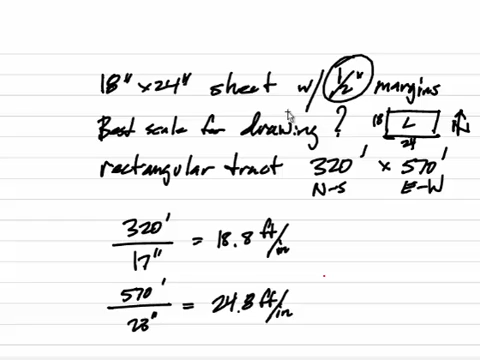 18" x 24" sheet w/ 1/2" margins
Best scale for drawing? 18 L 24 N
rectangular tract 320' x 570'
N-S E-W
320' / 17" = 18.8 ft/in
570' / 23" = 24.8 ft/in